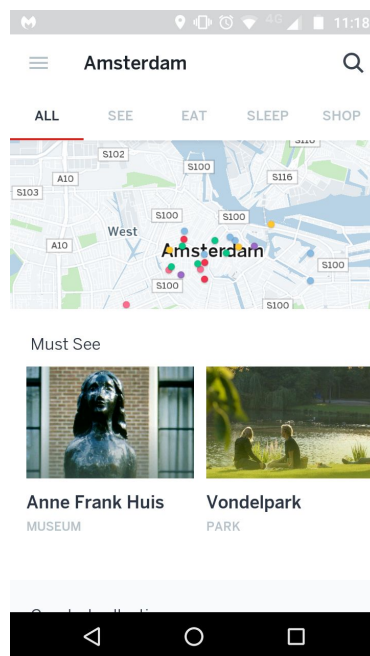 4G 11:18
Amsterdam
ALL SEE EAT SLEEP SHOP
S102
S100
S116
A10
S103
S100
S100
West
A10
Amsterdam
S100
S100
S100
Must See
Anne Frank Huis Vondelpark
MUSEUM PARK